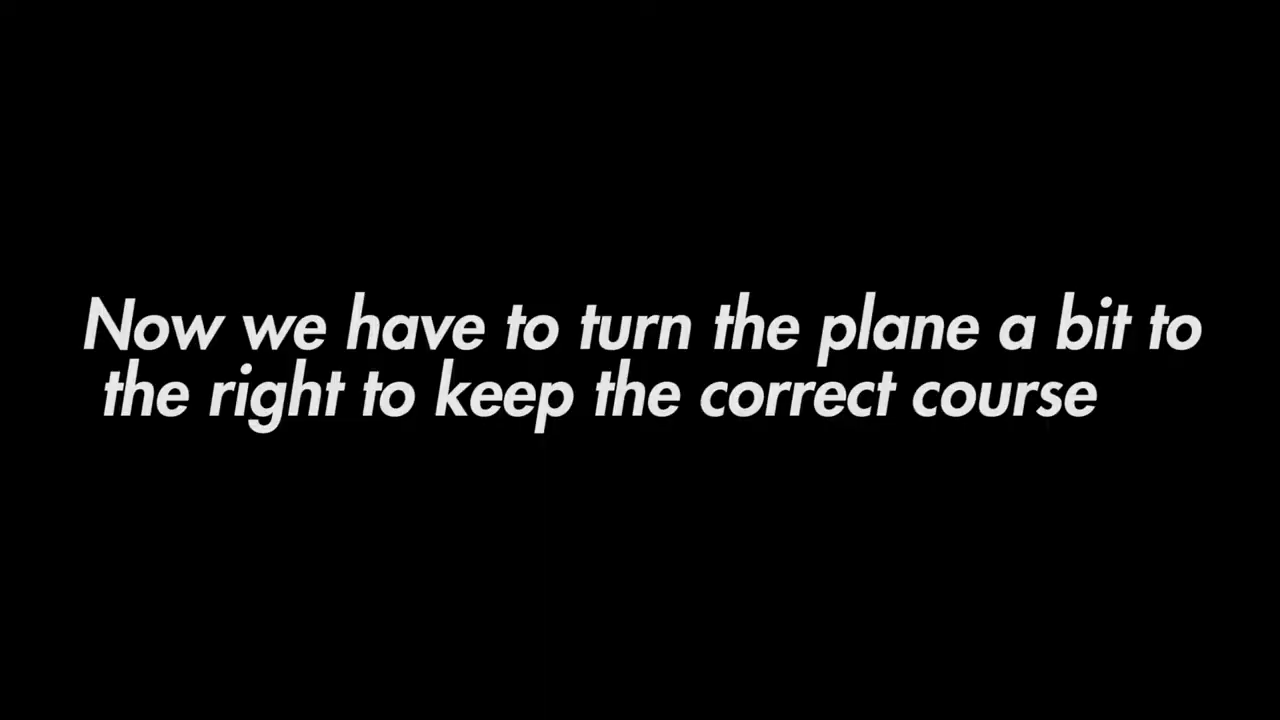 Now we have to turn the plane a bit to
the right to keep the correct course